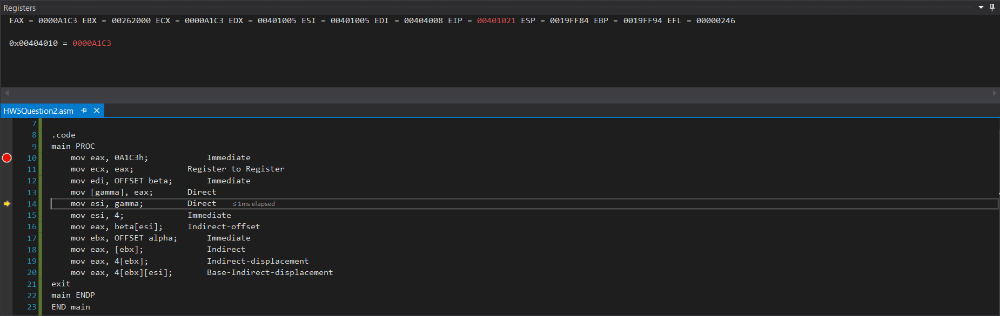 Registers
EAX = 0000A1C3 EBX = 00262000 ECX = 0000A1C3 EDX = 00401005 ESI = 00401005 EDI = 00404008 EIP = 00401021 ESP = 0019FF84 EBP = 0019FF94 EFL = 00000246
0x00404010 = 0000A1C3
HW5Question2.asm
7
8 .code
9 main PROC
10 mov eax, 0A1C3h; Immediate
11 mov ecx, eax; Register to Register
12 mov edi, OFFSET beta; Immediate
13 mov [gamma], eax; Direct
14 mov esi, gamma; Direct ≤ 1ms elapsed
15 mov esi, 4; Immediate
16 mov eax, beta[esi]; Indirect-offset
17 mov ebx, OFFSET alpha; Immediate
18 mov eax, [ebx]; Indirect
19 mov eax, 4[ebx]; Indirect-displacement
20 mov eax, 4[ebx][esi]; Base-Indirect-displacement
21 exit
22 main ENDP
23 END main